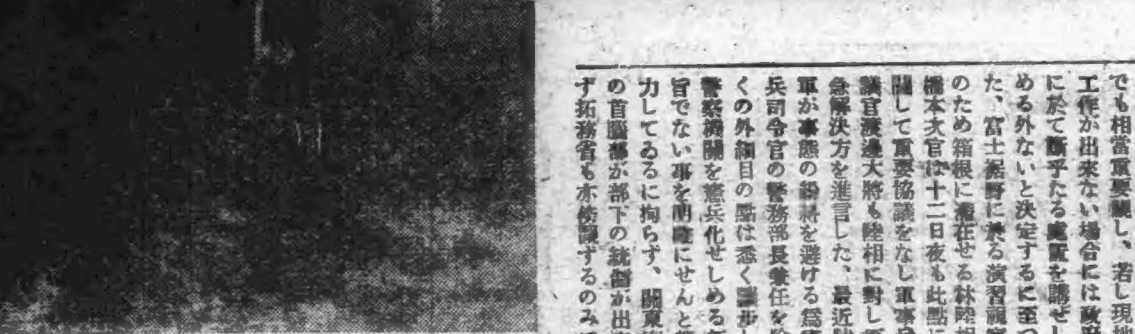 でも相當重要視し、若し現地
工作が出來ない場合には政府
に於て斷乎たる處置を講せ
める外ないと決定するに至つ
た、富士裾野に於る演習視察
のため箱根に滯在せる林陸相
橋本次官は十二日夜も此點に
關して重要協議をなし軍事
議官渡邊大將も陸相に對し
急解決方を進言した、最近
軍が事態の紛糾を避ける爲
兵司令官の警務部長兼任を
くの外細目の點は悉く讓步
警察機關を憲兵化せしめる
旨でない事を明確にせんと
力してゐるに拘らず、關東
の首腦部が部下の統制が出
ず拓務省も亦傍觀するのみ